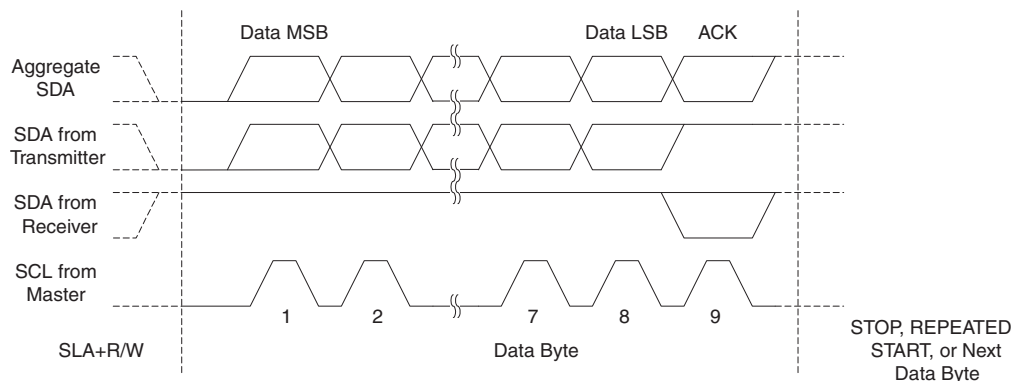 Data MSB
Data LSB
ACK
Aggregate
SDA
SDA from
Transmitter
SDA from
Receiver
SCL from
Master
1
2
7
8
9
SLA+R/W
Data Byte
STOP, REPEATED
START, or Next
Data Byte